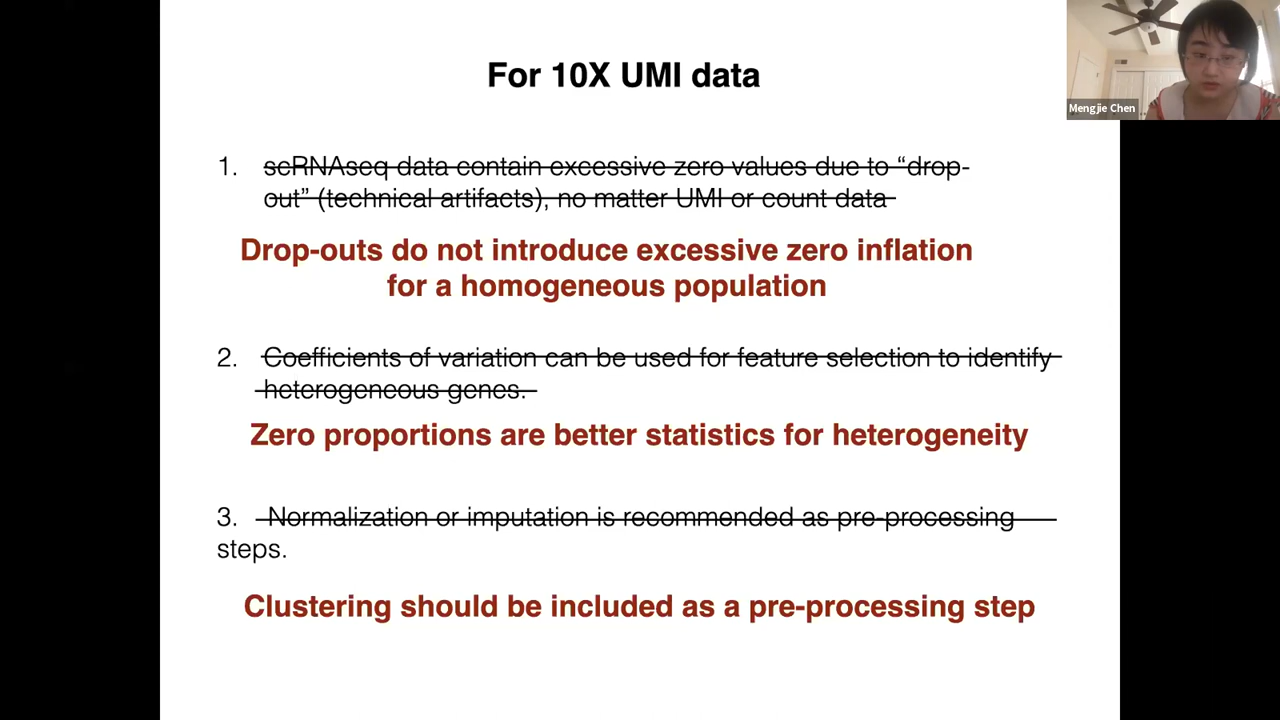 For 10X UMI data
Mengjie Chen
1. scRNAseq data contain excessive zero values due to “drop-
out” (technical artifacts), no matter UMI or count data
Drop-outs do not introduce excessive zero inflation
for a homogeneous population
2. Coefficients of variation can be used for feature selection to identify
heterogeneous genes.
Zero proportions are better statistics for heterogeneity
3. Normalization or imputation is recommended as pre-processing
steps.
Clustering should be included as a pre-processing step